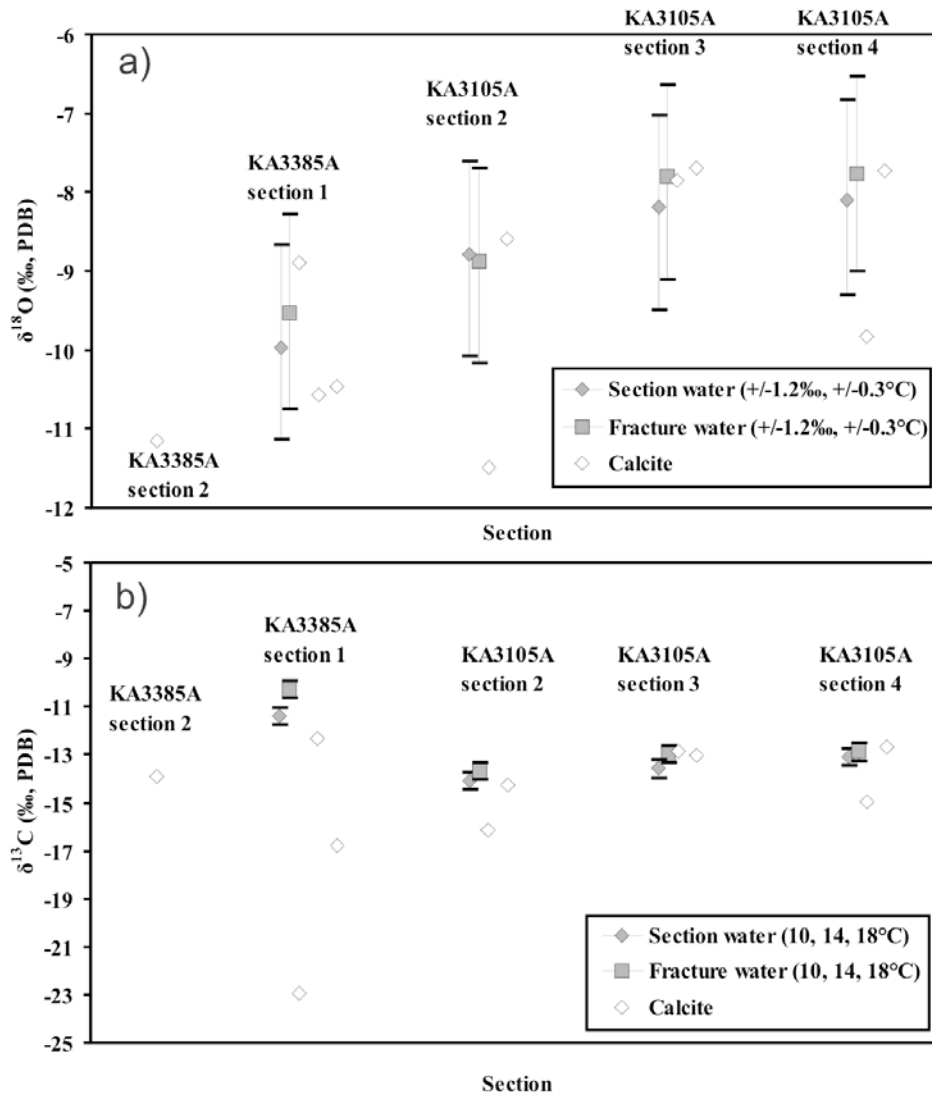 a)
KA3105A
section 3
KA3105A
section 4
KA3105A
section 2
KA3385A
section 1
KA3385A
section 2
-6
-7
-8
-9
-10
-11
-12
δ¹⁸O (‰, PDB)
Section water (+/-1.2‰, +/-0.3°C)
Fracture water (+/-1.2‰, +/-0.3°C)
Calcite
Section
b)
-5
-7
-9
-11
-13
-15
-17
-19
-21
-23
-25
δ¹³C (‰, PDB)
KA3385A
section 2
KA3385A
section 1
KA3105A
section 2
KA3105A
section 3
KA3105A
section 4
Section water (10, 14, 18°C)
Fracture water (10, 14, 18°C)
Calcite
Section